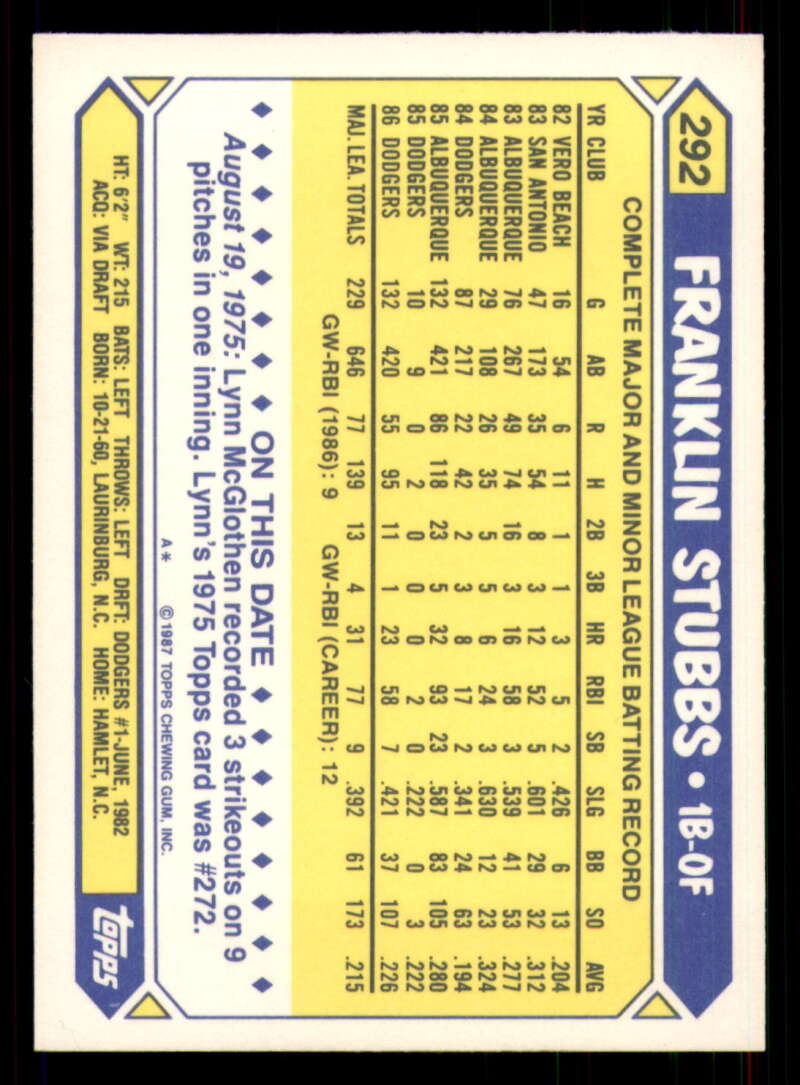 292 FRANKLIN STUBBS • 1B-OF
COMPLETE MAJOR AND MINOR LEAGUE BATTING RECORD
YR CLUB G AB R H 2B 3B HR RBI SB SLG BB SO AVG
82 VERO BEACH 16 54 6 11 1 1 3 5 2 .426 6 13 .204
83 SAN ANTONIO 47 173 35 54 8 3 12 52 5 .601 29 32 .312
83 ALBUQUERQUE 76 267 49 74 16 3 16 58 3 .539 41 53 .277
84 ALBUQUERQUE 29 108 26 35 5 5 6 24 3 .630 12 23 .324
84 DODGERS 87 217 22 42 2 3 8 17 2 .341 24 63 .194
85 ALBUQUERQUE 132 421 86 118 23 5 32 93 23 .587 83 105 .280
85 DODGERS 10 9 0 2 0 0 0 2 0 .222 0 3 .222
86 DODGERS 132 420 55 95 11 1 23 58 7 .421 37 107 .226
MAJ. LEA. TOTALS 229 646 77 139 13 4 31 77 9 .392 61 173 .215
GW-RBI (1986): 9 GW-RBI (CAREER): 12
ON THIS DATE
August 19, 1975: Lynn McGlothen recorded 3 strikeouts on 9
pitches in one inning. Lynn's 1975 Topps card was #272.
A* ©1987 TOPPS CHEWING GUM, INC.
HT: 6'2" WT: 215 BATS: LEFT THROWS: LEFT DRFT: DODGERS #1-JUNE, 1982
ACQ: VIA DRAFT BORN: 10-21-60, LAURINBURG, N.C. HOME: HAMLET, N.C.
topps